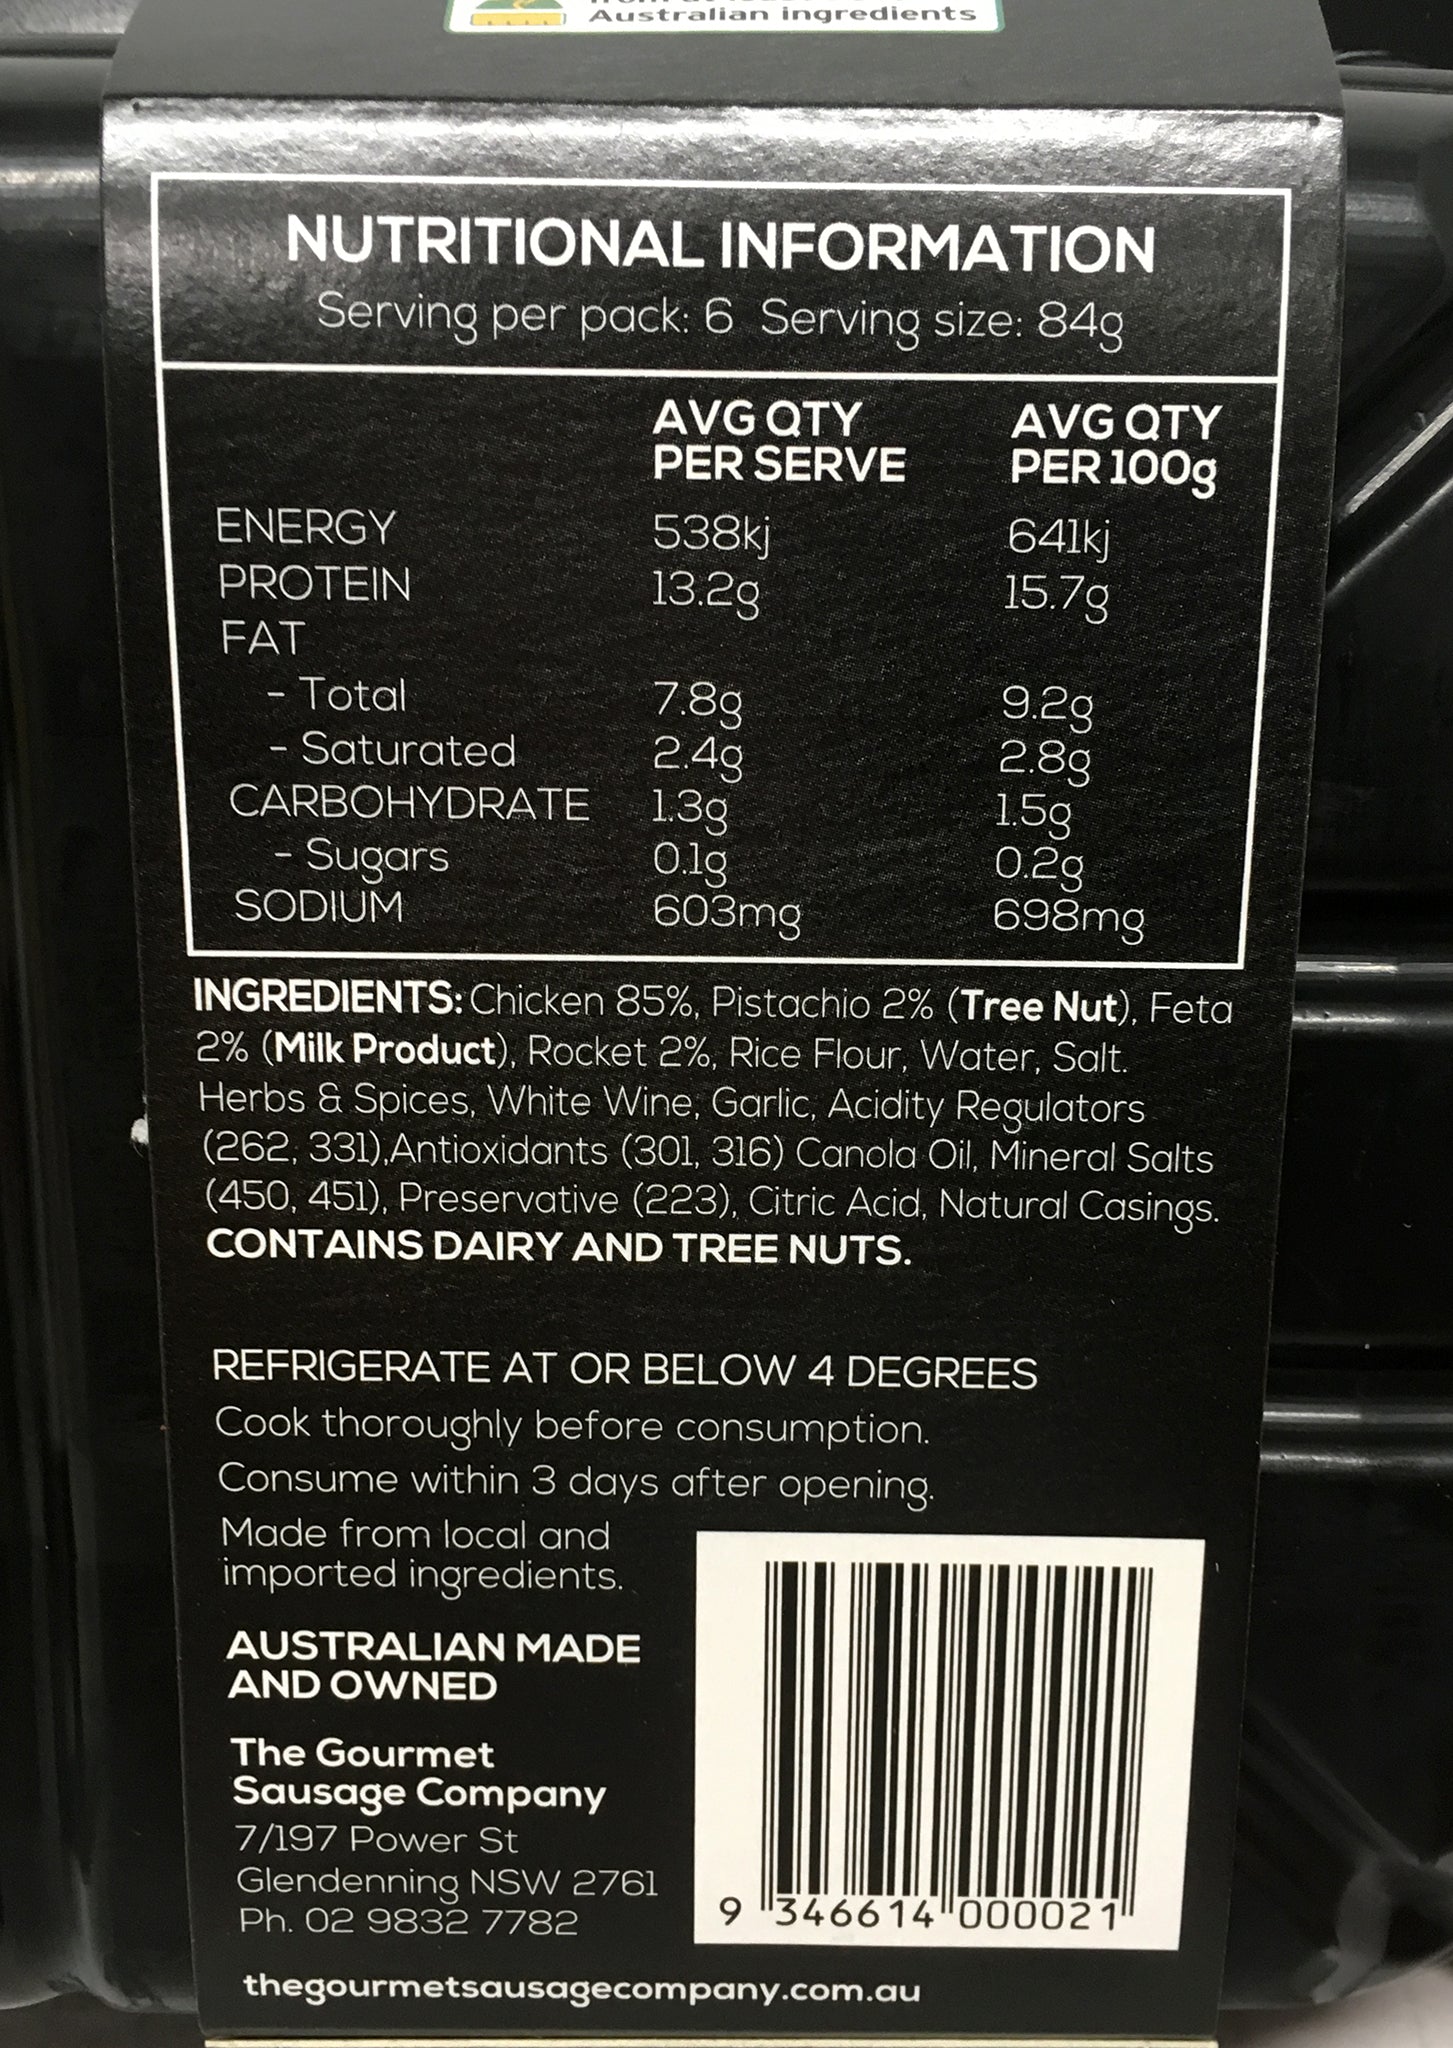 Australian ingredients
NUTRITIONAL INFORMATION
Serving per pack: 6 Serving size: 84g
AVG QTY PER SERVE AVG QTY PER 100g
ENERGY 538kj 641kj
PROTEIN 13.2g 15.7g
FAT
- Total 7.8g 9.2g
- Saturated 2.4g 2.8g
CARBOHYDRATE 1.3g 1.5g
- Sugars 0.1g 0.2g
SODIUM 603mg 698mg
INGREDIENTS: Chicken 85%, Pistachio 2% (Tree Nut), Feta
2% (Milk Product), Rocket 2%, Rice Flour, Water, Salt.
Herbs & Spices, White Wine, Garlic, Acidity Regulators
(262, 331),Antioxidants (301, 316) Canola Oil, Mineral Salts
(450, 451), Preservative (223), Citric Acid, Natural Casings.
CONTAINS DAIRY AND TREE NUTS.
REFRIGERATE AT OR BELOW 4 DEGREES
Cook thoroughly before consumption.
Consume within 3 days after opening.
Made from local and
imported ingredients.
AUSTRALIAN MADE
AND OWNED
The Gourmet
Sausage Company
7/197 Power St
Glendenning NSW 2761
Ph. 02 9832 7782
9 346614 000021
thegourmetsausagecompany.com.au